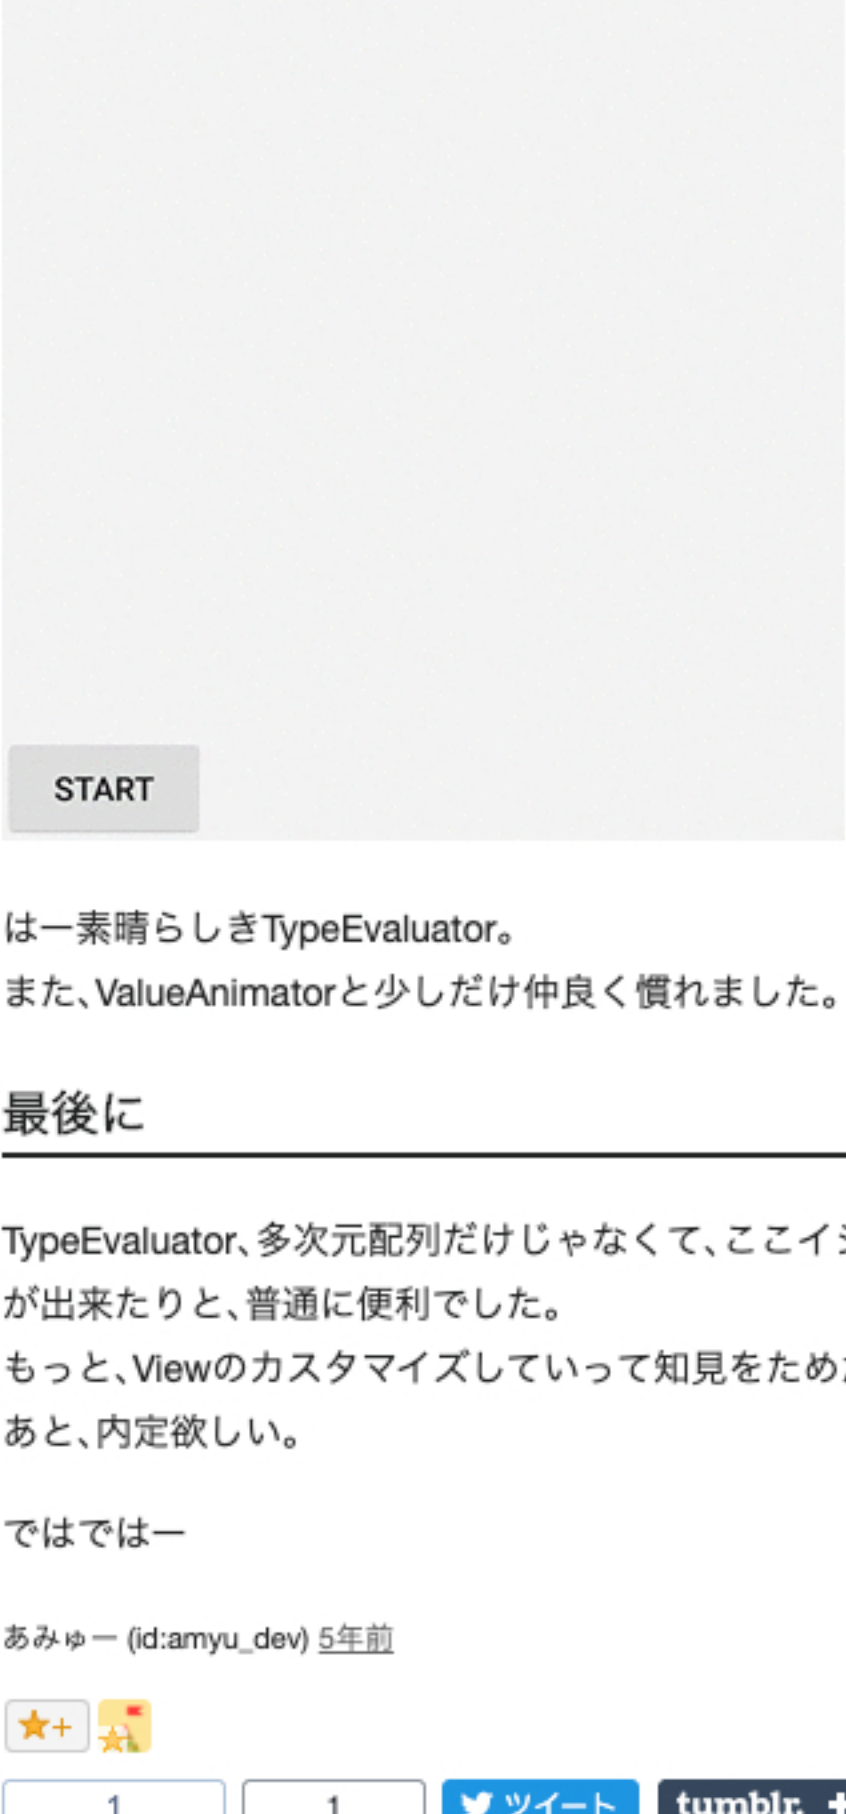 START
は一素晴らしきTypeEvaluator。
また、ValueAnimatorと少しだけ仲良く慣れました。
最後に
TypeEvaluator、多次元配列だけじゃなくて、ここイジ
が出来たりと、普通に便利でした。
もっと、Viewのカスタマイズしていって知見をため
あと、内定欲しい。
ではではー
あみゅー (id:amyu_dev) 5年前
+
1 1 ツイート tumblr. +